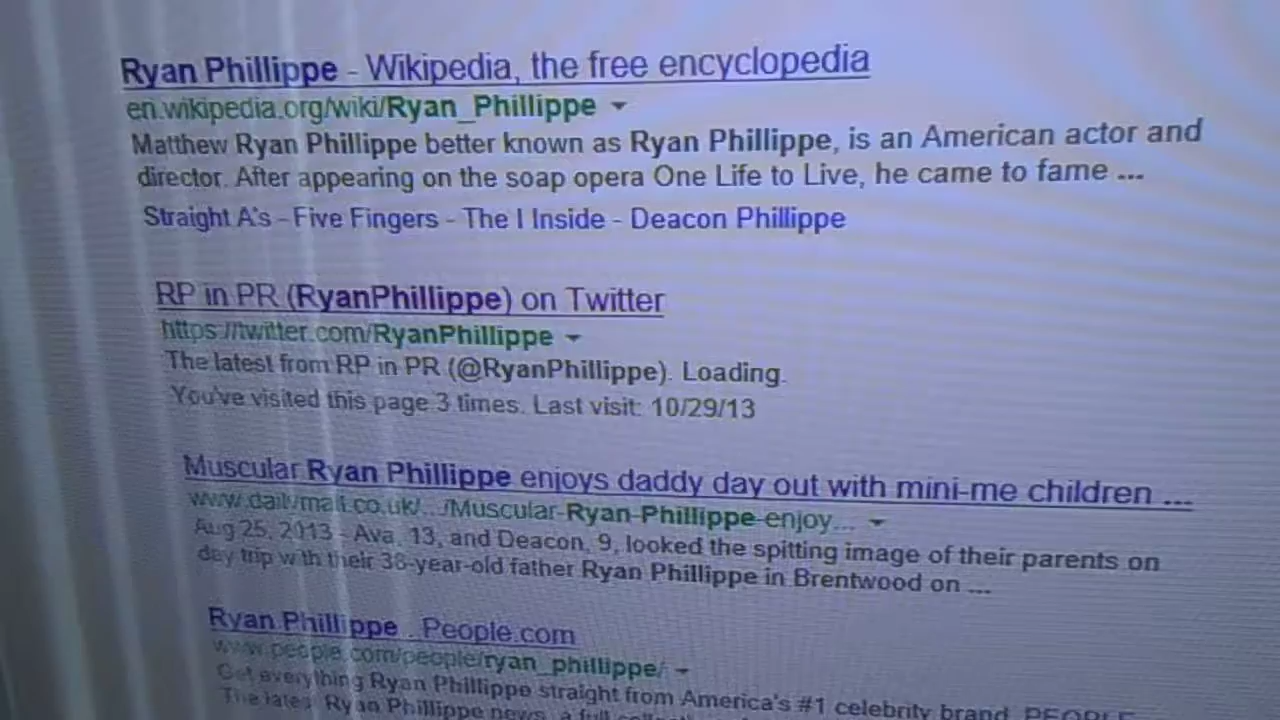 Ryan Phillippe - Wikipedia, the free encyclopedia
en.wikipedia.org/wiki/Ryan_Phillippe
Matthew Ryan Phillippe better known as Ryan Phillippe, is an American actor and
director. After appearing on the soap opera One Life to Live, he came to fame ...
Straight A's - Five Fingers - The I Inside - Deacon Phillippe
RP in PR (RyanPhillippe) on Twitter
https://twitter.com/RyanPhillippe
The latest from RP in PR (@RyanPhillippe). Loading.
You've visited this page 3 times. Last visit: 10/29/13
Muscular Ryan Phillippe enjoys daddy day out with mini-me children ...
www.dailymail.co.uk/.../Muscular-Ryan-Phillippe-enjoy...
Aug 25, 2013 - Ava, 13, and Deacon, 9, looked the spitting image of their parents on
day trip with their 38-year-old father Ryan Phillippe in Brentwood on ...
Ryan Phillippe : People.com
www.people.com/people/ryan_phillippe/
Get everything Ryan Phillippe straight from America's #1 celebrity brand, PEOPLE
The latest Ryan Phillippe news, a full